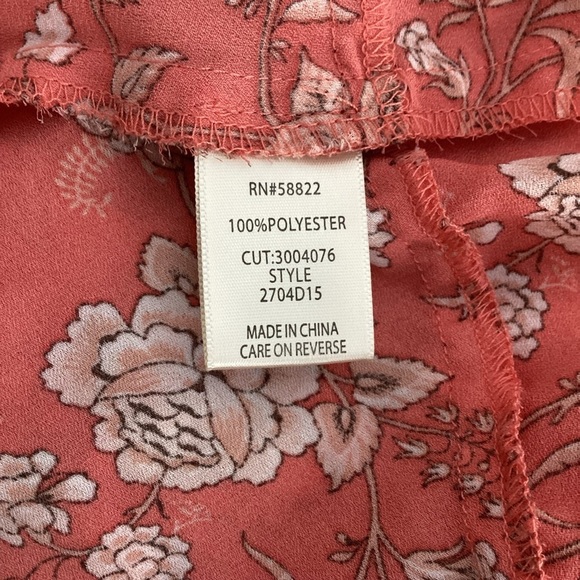 RN#58822
100%POLYESTER
CUT:3004076
STYLE
2704D15
MADE IN CHINA
CARE ON REVERSE